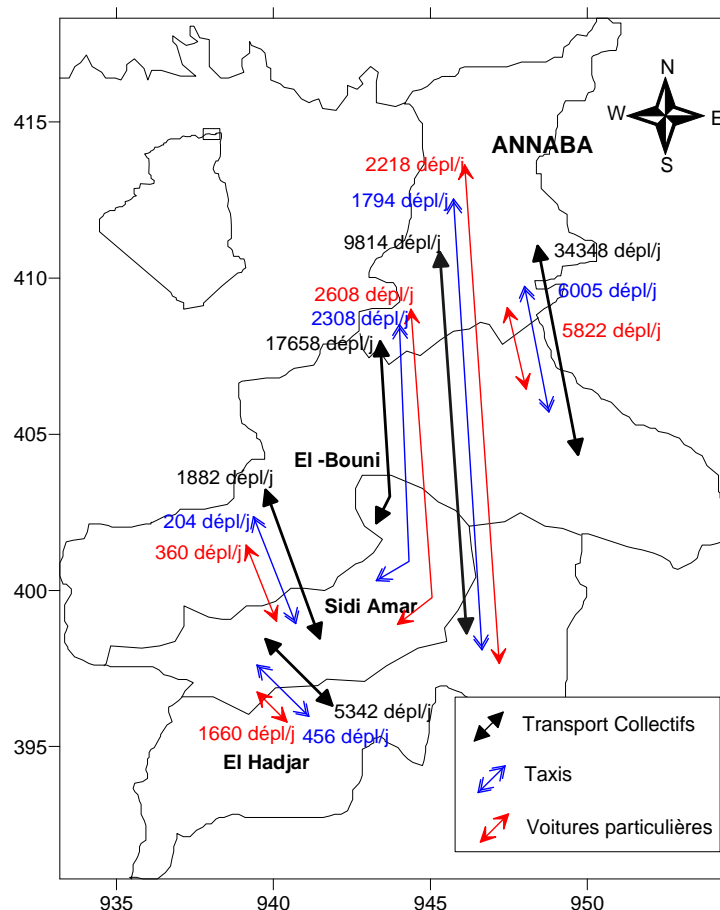 N
W
E
S
ANNABA
415
2218 dépl/j
1794 dépl/j
9814 dépl/j
34348 dépl/j
410
6005 dépl/j
2608 dépl/j
2308 dépl/j
5822 dépl/j
17658 dépl/j
405
El -Bouni
1882 dépl/j
204 dépl/j
360 dépl/j
400
Sidi Amar
5342 dépl/j
1660 dépl/j
456 dépl/j
395
El Hadjar
Transport Collectifs
Taxis
Voitures particulières
935
940
945
950